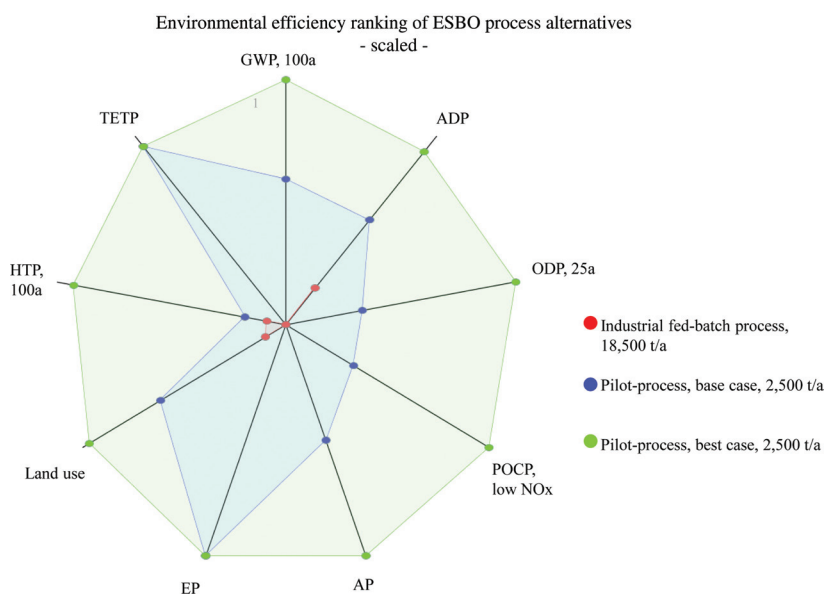 Environmental efficiency ranking of ESBO process alternatives
- scaled -
GWP, 100a
1
TETP
ADP
HTP,
100a
ODP, 25a
Industrial fed-batch process,
18,500 t/a
Pilot-process, base case, 2,500 t/a
Pilot-process, best case, 2,500 t/a
Land use
POCP,
low NOx
EP
AP